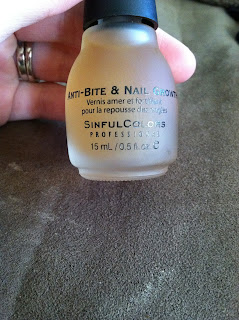 ANTI-BITE & NAIL GROWTH
Vernis amer et formule
pour la repousse des ongles
SINFULCOLORS
PROFESSIONAL
15 mL / 0.5 fl. oz. ℮